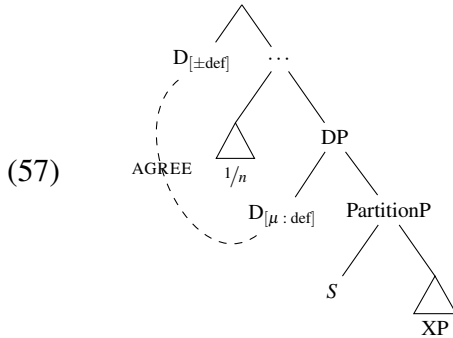 D[±def]
...
DP
(57)
AGREE
1/n
D[μ : def]
PartitionP
S
XP